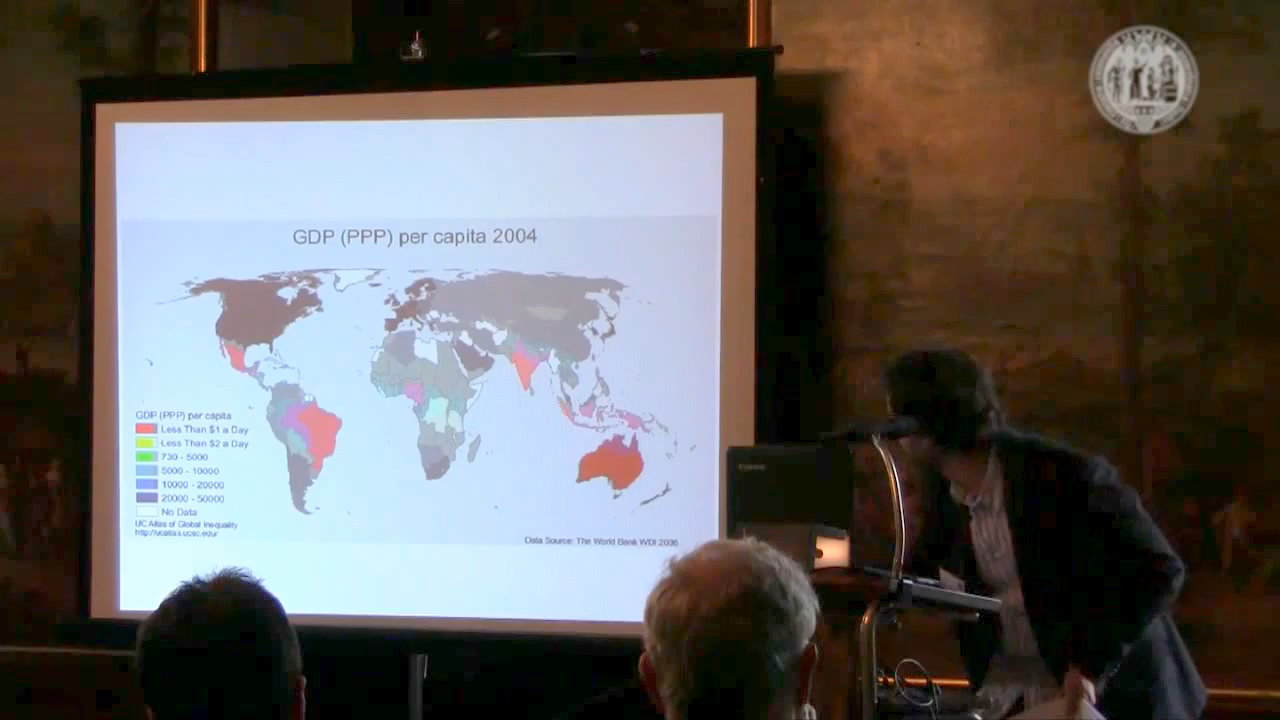 GDP (PPP) per capita 2004
GDP (PPP) per capita
Less Than $1 a Day
Less Than $2 a Day
730 - 5000
5000 - 10000
10000 - 20000
20000 - 50000
No Data
UC Atlas of Global Inequality
http://ucatlas.ucsc.edu/
Data Source: The World Bank WDI 2006